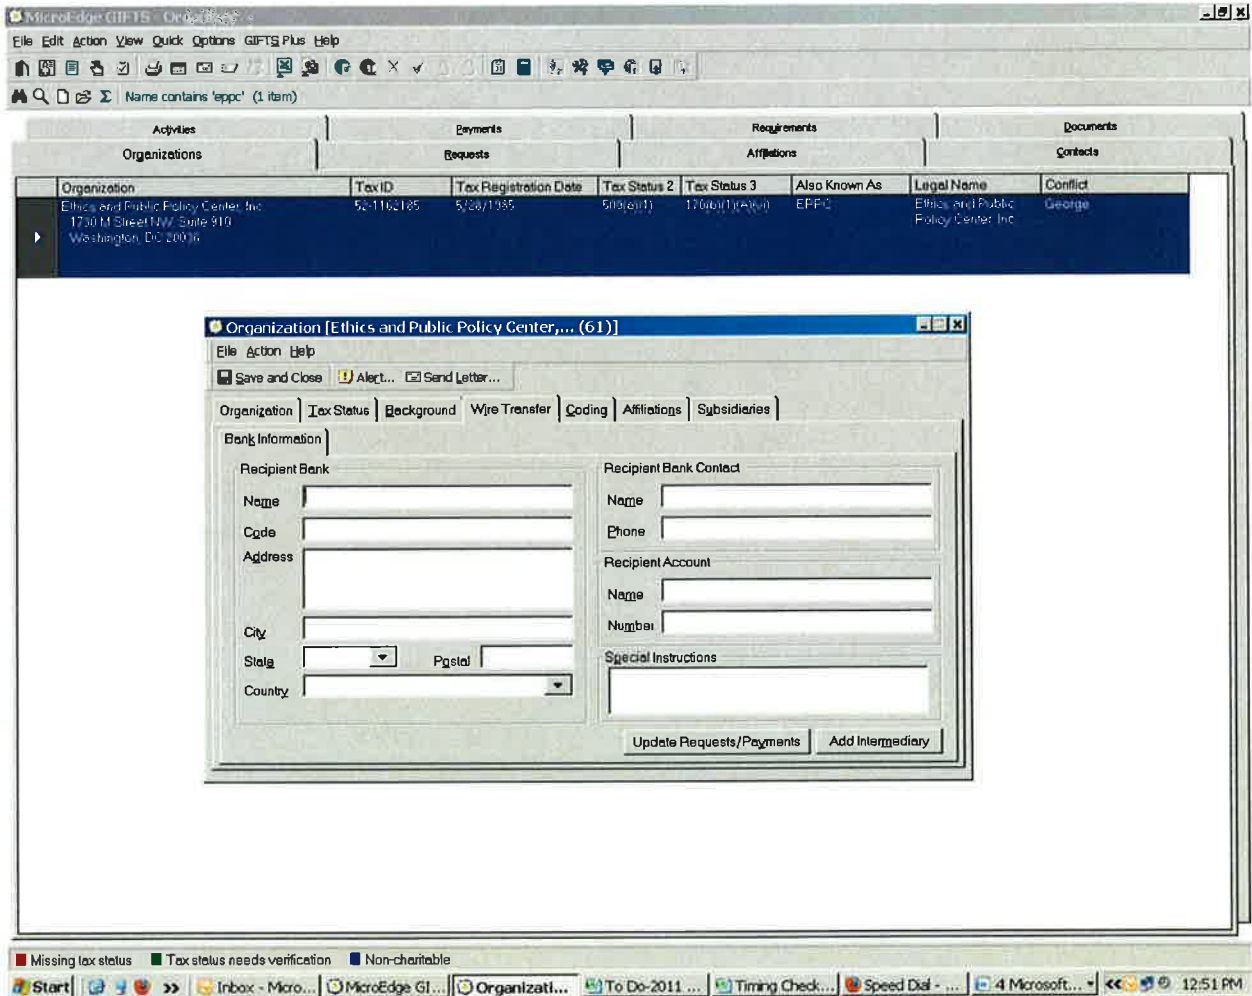 MicroEdge GIFTS - 
File Edit Action View Quick Options GIFTS Plus Help
Name contains 'eppc' (1 item)
Activities Payments Requirements Documents
Organizations Requests Affiliations Contacts
Organization Tax ID Tax Registration Date Tax Status 2 Tax Status 3 Also Known As Legal Name Conflict
Ethics and Public Policy Center, Inc. 52-1162185 5/28/1985 509(a)(1) 170(b)(1)(A)(vi) EPPC Ethics and Public George
1730 M Street NW, Suite 910 Policy Center, Inc.
Washington, DC 20036
Organization [Ethics and Public Policy Center,... (61)]
File Action Help
Save and Close Alert... Send Letter...
Organization Tax Status Background Wire Transfer Coding Affiliations Subsidiaries
Bank Information
Recipient Bank Recipient Bank Contact
Name Name
Code Phone
Address Recipient Account
Name
City Number
State Postal Special Instructions
Country
Update Requests/Payments Add Intermediary
Missing tax status Tax status needs verification Non-charitable
Start Inbox - Micro... MicroEdge GI... Organizati... To Do-2011 ... Timing Check... Speed Dial - ... 4 Microsoft... 12:51 PM